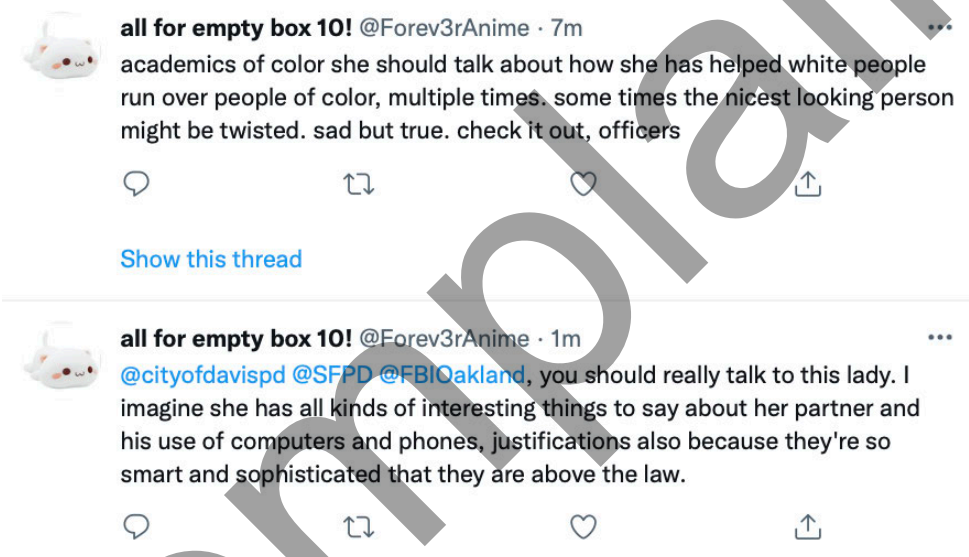 all for empty box 10! @Forev3rAnime · 7m
academics of color she should talk about how she has helped white people
run over people of color, multiple times. some times the nicest looking person
might be twisted. sad but true. check it out, officers
Show this thread
all for empty box 10! @Forev3rAnime · 1m
@cityofdavispd @SFPD @FBIOakland, you should really talk to this lady. I
imagine she has all kinds of interesting things to say about her partner and
his use of computers and phones, justifications also because they're so
smart and sophisticated that they are above the law.
mplain